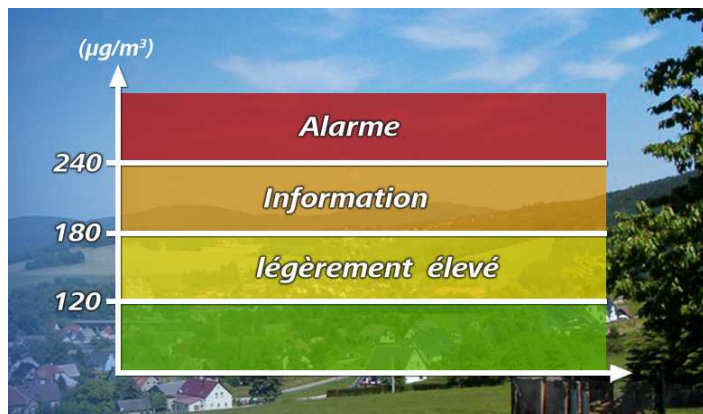 (µg/m³)
Alarme
240
Information
180
légèrement élevé
120